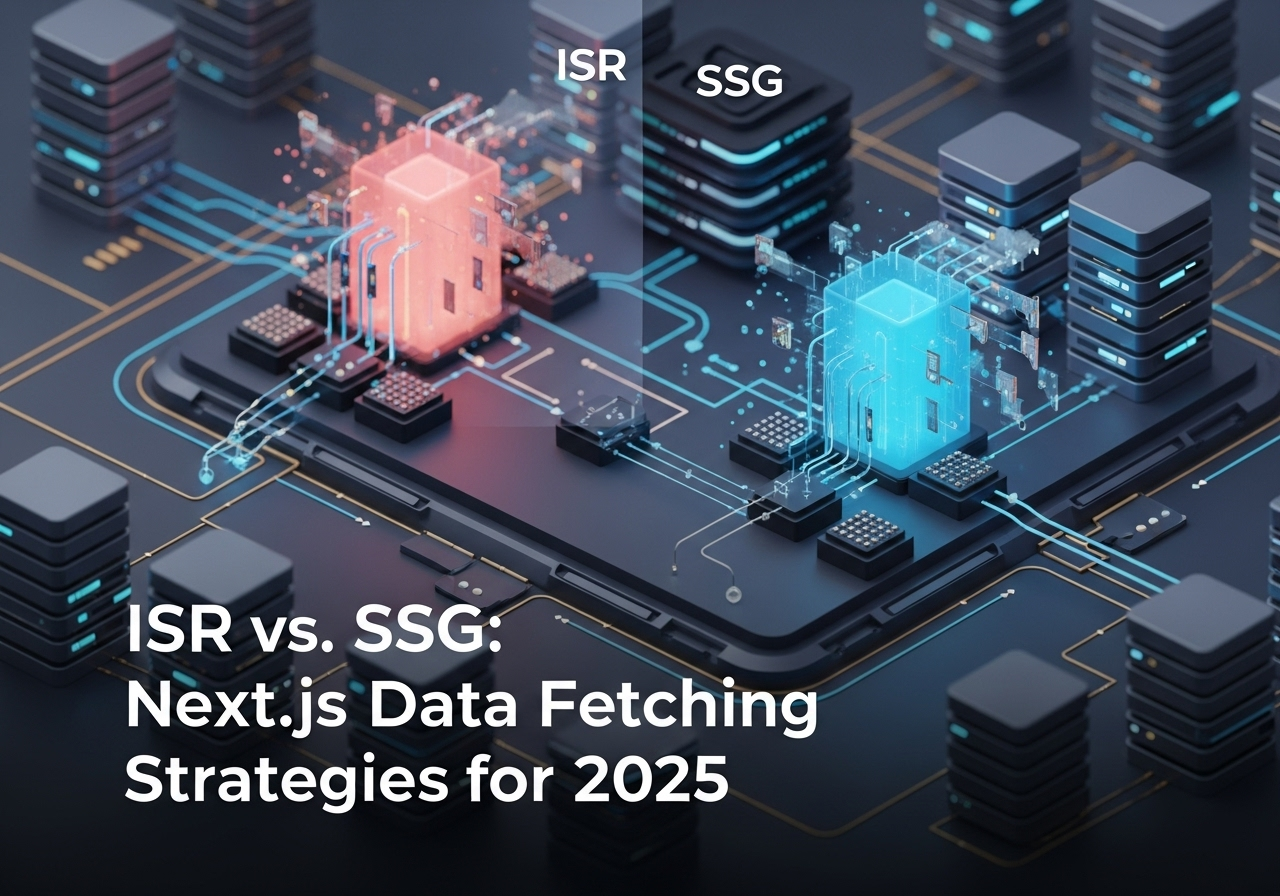 ISR
SSG
ISR vs. SSG:
Next.js Data Fetching
Strategies for 2025